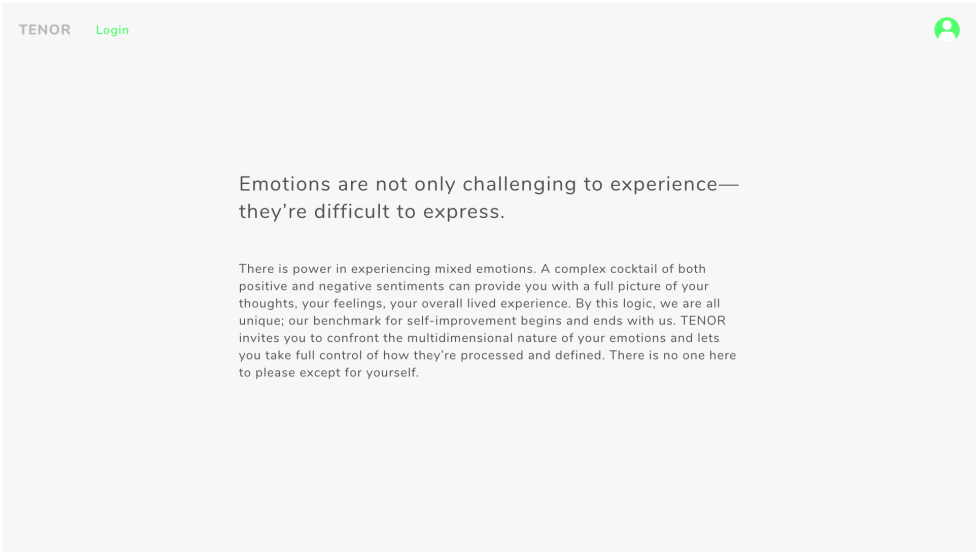 TENOR Login
Emotions are not only challenging to experience—
they’re difficult to express.
There is power in experiencing mixed emotions. A complex cocktail of both
positive and negative sentiments can provide you with a full picture of your
thoughts, your feelings, your overall lived experience. By this logic, we are all
unique; our benchmark for self-improvement begins and ends with us. TENOR
invites you to confront the multidimensional nature of your emotions and lets
you take full control of how they’re processed and defined. There is no one here
to please except for yourself.